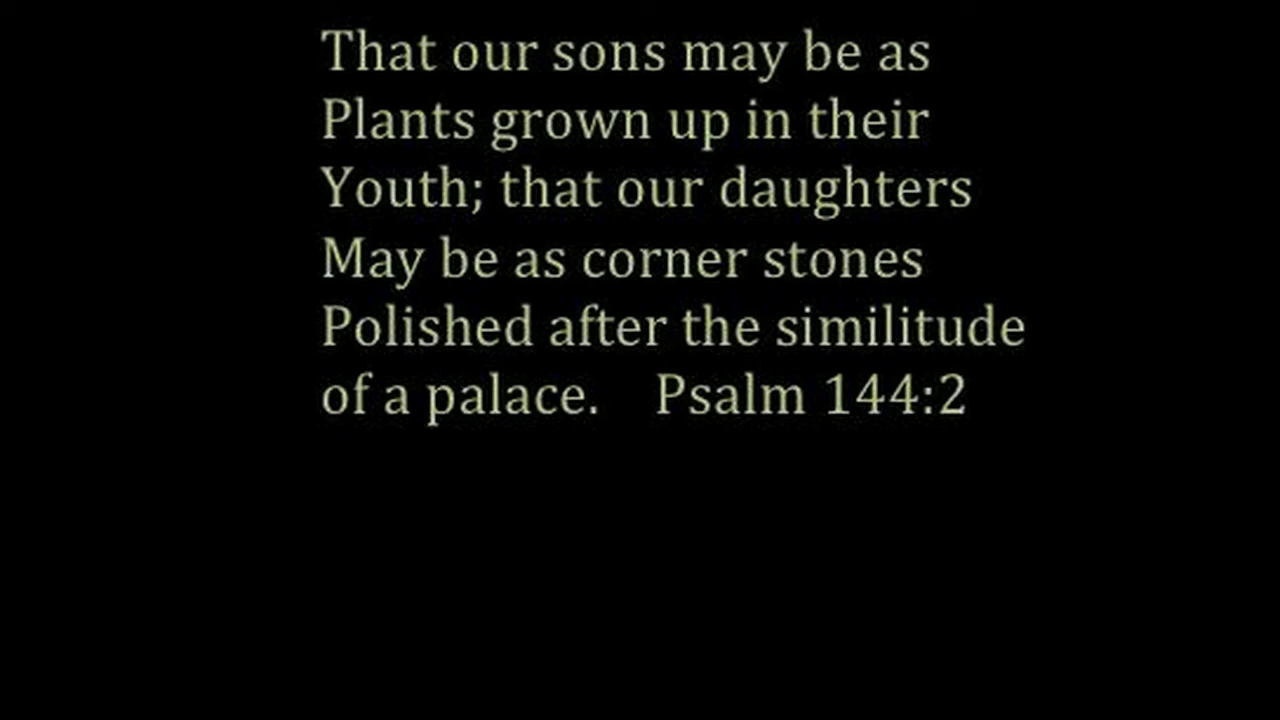 That our sons may be as
Plants grown up in their
Youth; that our daughters
May be as corner stones
Polished after the similitude
of a palace. Psalm 144:2